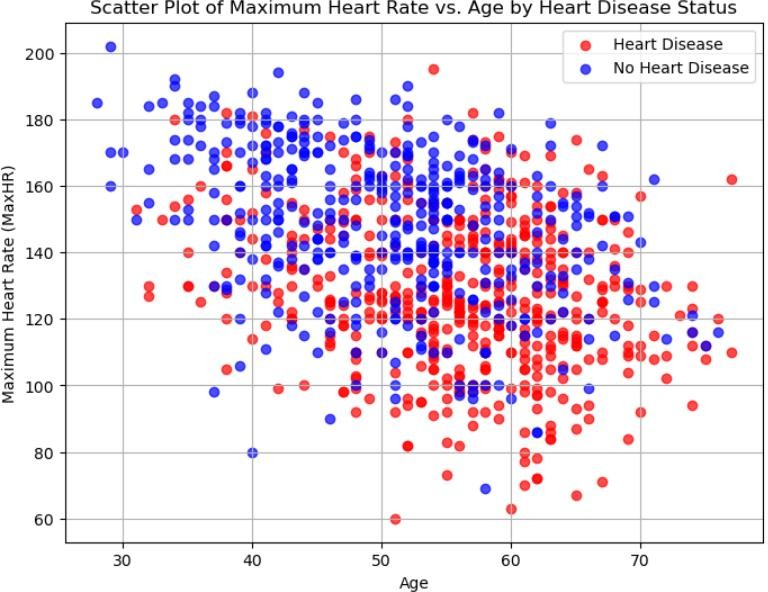 Scatter Plot of Maximum Heart Rate vs. Age by Heart Disease Status
Heart Disease
No Heart Disease
200
180
160
140
120
100
80
60
Maximum Heart Rate (MaxHR)
30 40 50 60 70
Age